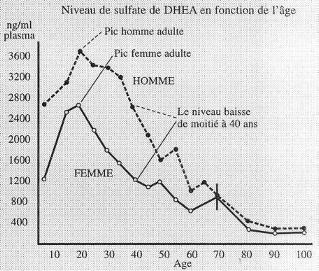 Niveau de sulfate de DHEA en fonction de l'âge
ng/ml
plasma
Pic homme adulte
Pic femme adulte
3600
3200
2800
2400
2000
1600
1200
800
400
HOMME
Le niveau baisse
de moitié à 40 ans
FEMME
10 20 30 40 50 60 70 80 90 100
Age